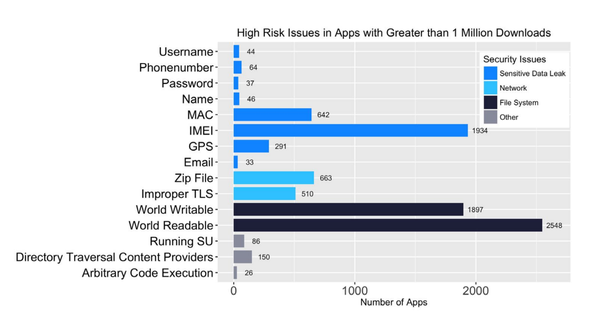 High Risk Issues in Apps with Greater than 1 Million Downloads
Username 44
Phonenumber 64
Password 37
Name 46
MAC 642
IMEI 1934
GPS 291
Email 33
Zip File 663
Improper TLS 510
World Writable 1897
World Readable 2548
Running SU 86
Directory Traversal Content Providers 150
Arbitrary Code Execution 26
Security Issues
Sensitive Data Leak
Network
File System
Other
0 1000 2000
Number of Apps